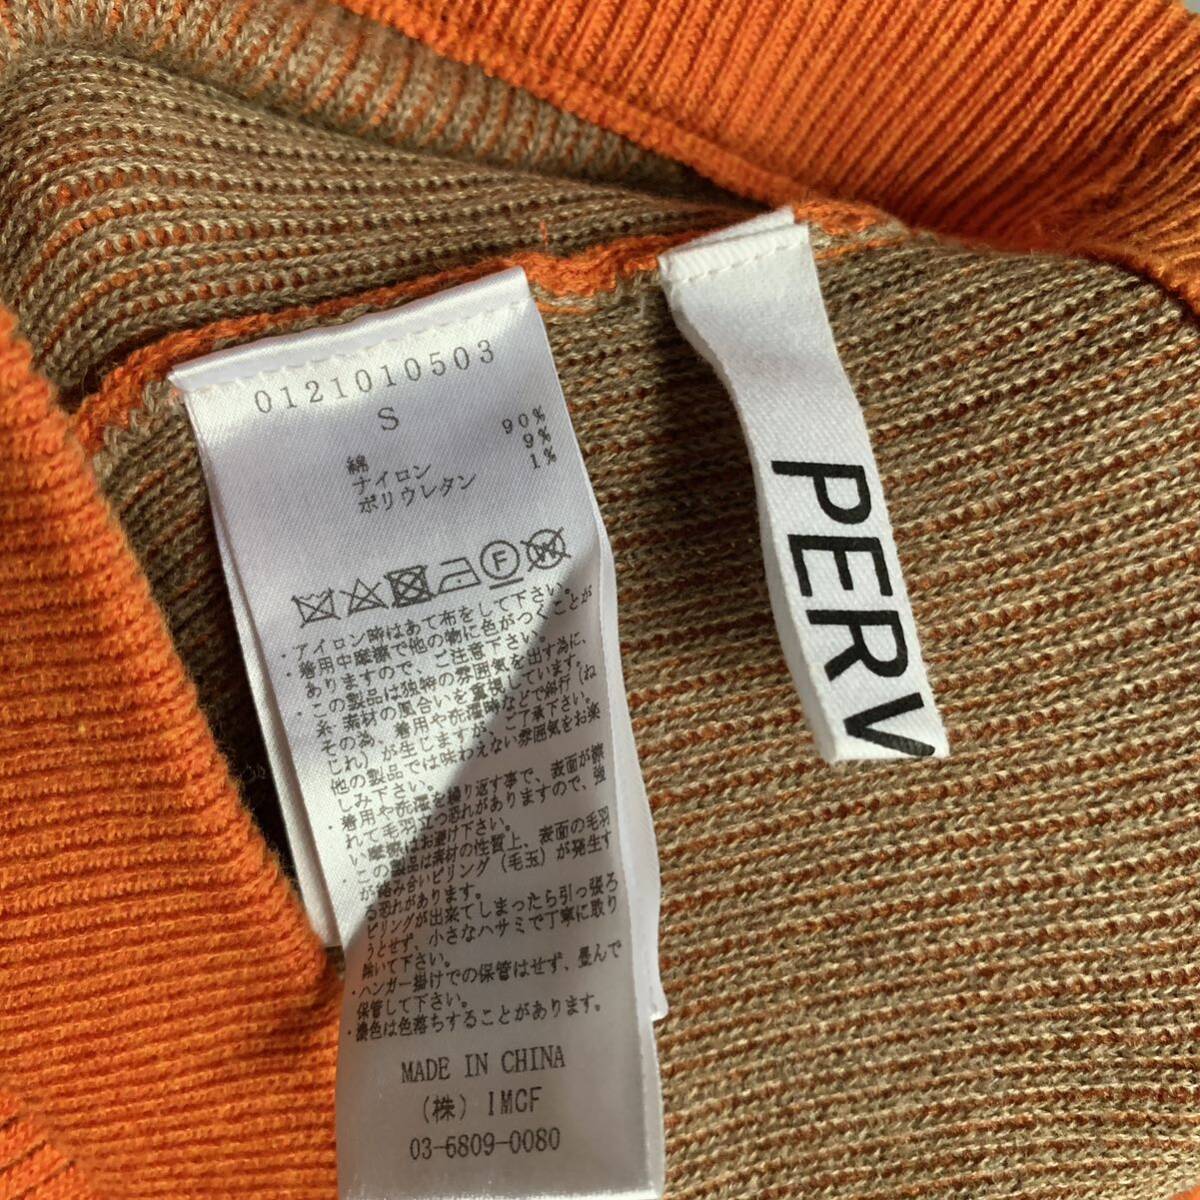 0121010503
S
綿 90%
ナイロン 9%
ポリウレタン 1%
F
W
・アイロン時はあて布をして下さい。
・着用中摩擦で他の物に色がつくことが
ありますので、ご注意下さい。
・この製品は独特の雰囲気を出す為に、
糸・素材の風合いを重視しています。
その為、着用や洗濯時などで斜行(ね
じれ)が生じますが、ご了承下さい。
他の製品では味わえない雰囲気をお楽
しみ下さい。
・着用や洗濯を繰り返す事で、表面が擦
れて毛羽立つ恐れがありますので、強
い摩擦はお避け下さい。
・この製品は素材の性質上、表面の毛羽
が絡み合いピリング(毛玉)が発生す
る恐れがあります。
ピリングが出来てしまったら引っ張ろ
うとせず、小さなハサミで丁寧に取り
除いて下さい。
・ハンガー掛けでの保管はせず、畳んで
保管して下さい。
・濃色は色落ちすることがあります。
MADE IN CHINA
(株) IMCF
03-6809-0080
PERV